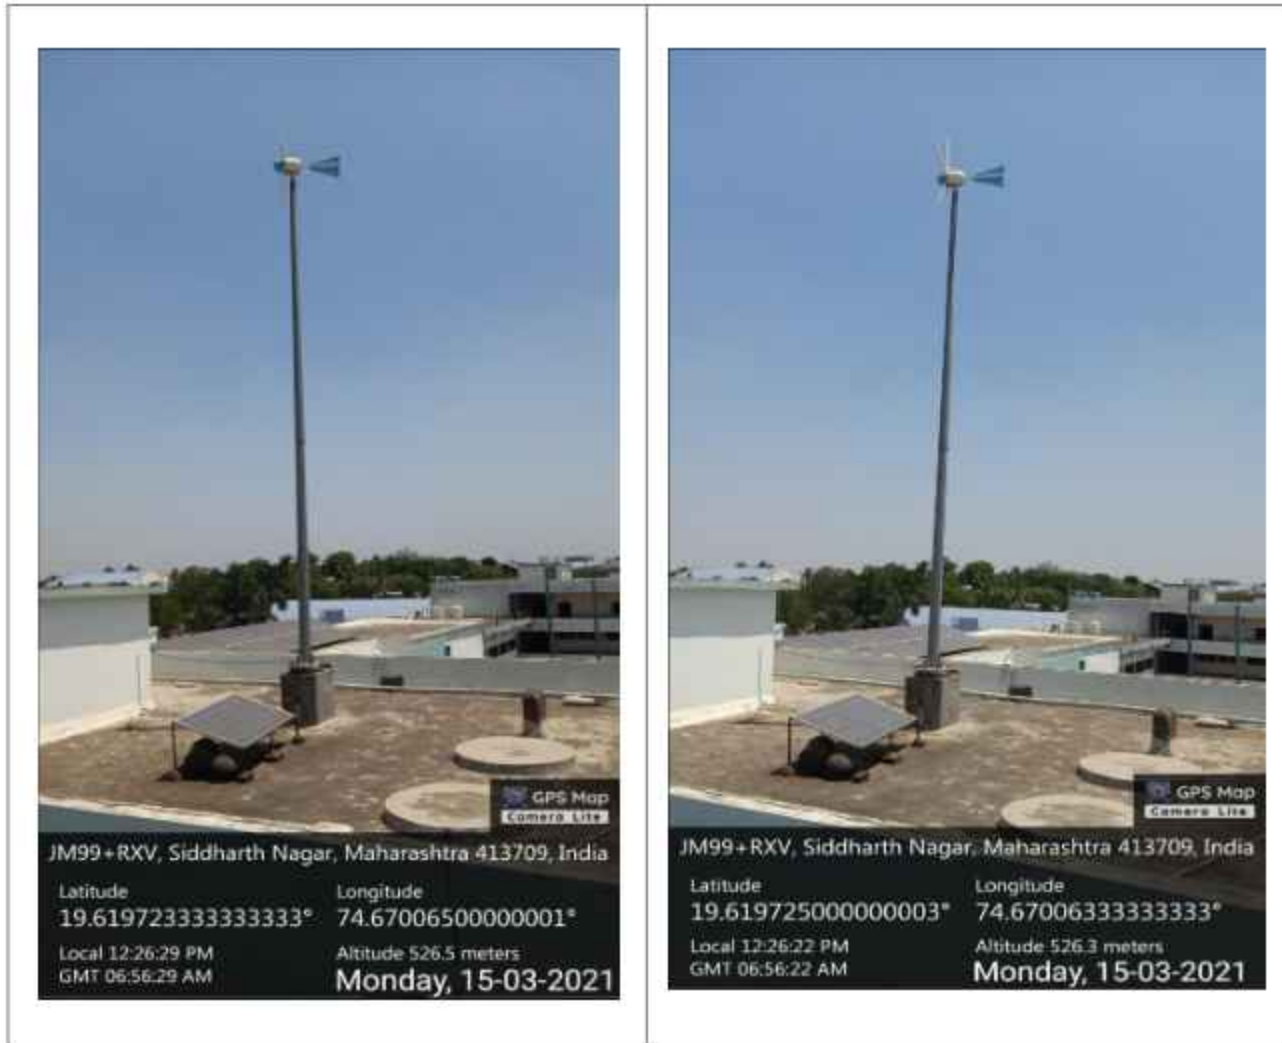 GPS Map
Camera Lite
JM99+RXV, Siddharth Nagar, Maharashtra 413709, India
Latitude
19.619723333333333°
Longitude
74.67006500000001°
Local 12:26:29 PM
GMT 06:56:29 AM
Altitude 526.5 meters
Monday, 15-03-2021
GPS Map
Camera Lite
JM99+RXV, Siddharth Nagar, Maharashtra 413709, India
Latitude
19.619725000000003°
Longitude
74.67006333333333°
Local 12:26:22 PM
GMT 06:56:22 AM
Altitude 526.3 meters
Monday, 15-03-2021